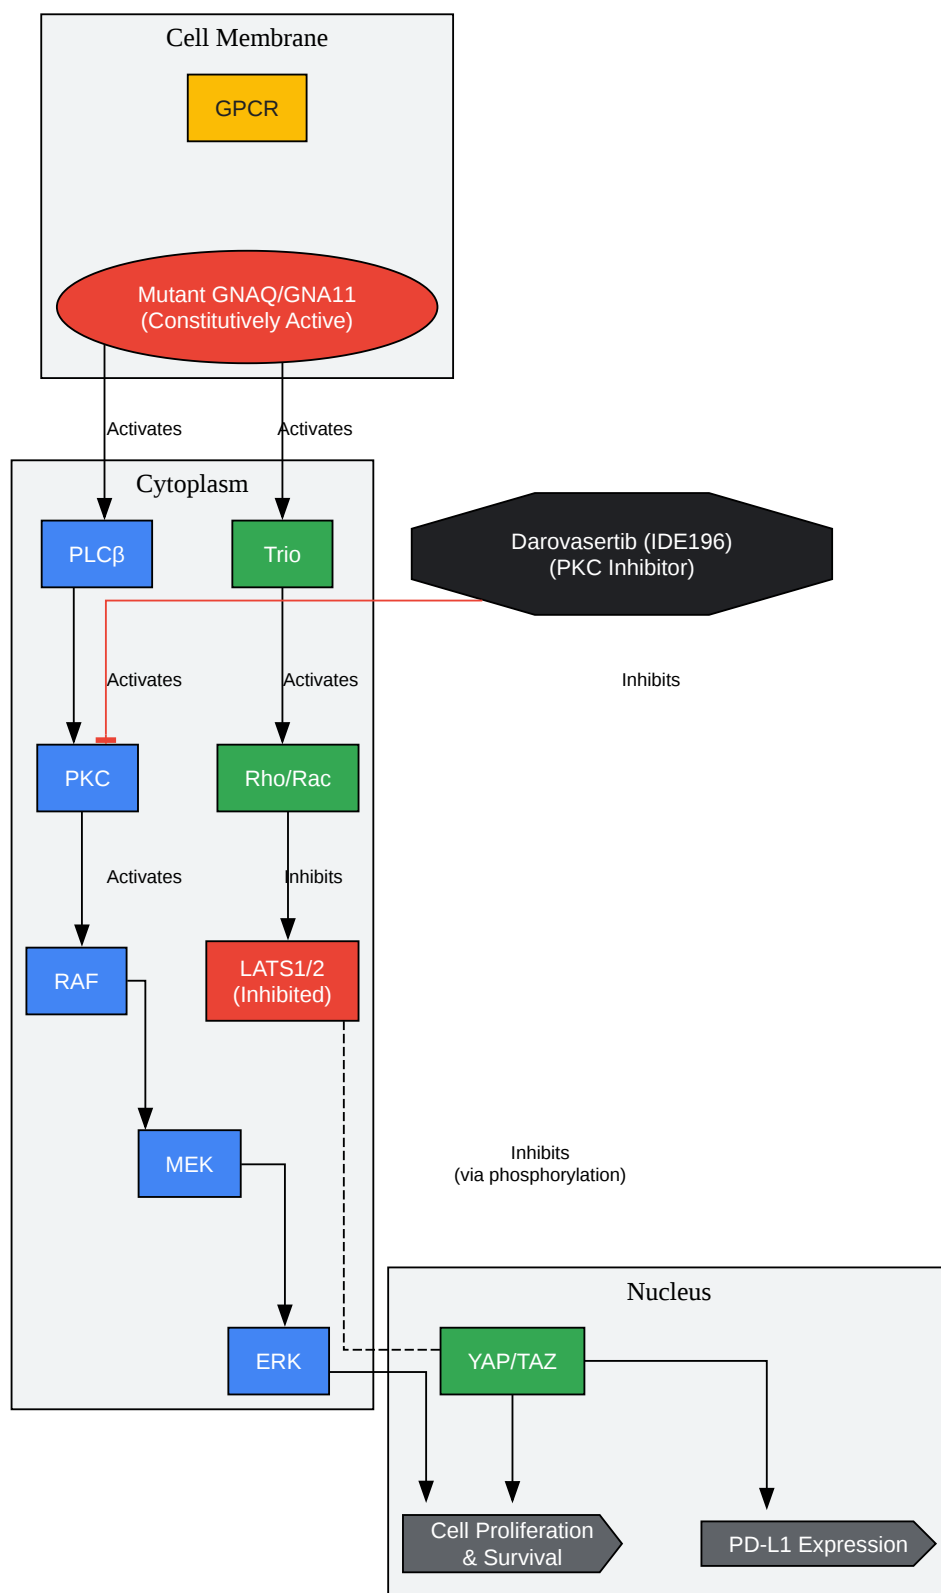 Cell Membrane
GPCR
Mutant GNAQ/GNA11
(Constitutively Active)
Activates
Activates
Cytoplasm
PLCβ
Trio
Darovasertib (IDE196)
(PKC Inhibitor)
Activates
Activates
Inhibits
PKC
Rho/Rac
Activates
Inhibits
RAF
LATS1/2
(Inhibited)
MEK
Inhibits
(via phosphorylation)
Nucleus
ERK
YAP/TAZ
Cell Proliferation
& Survival
PD-L1 Expression